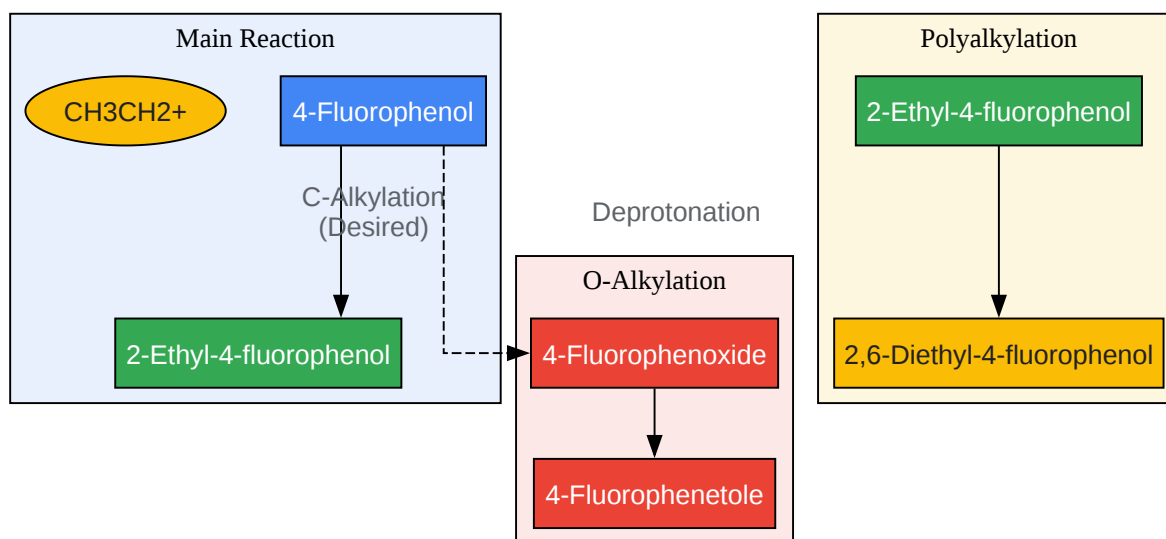 Main Reaction
CH3CH2+
4-Fluorophenol
C-Alkylation
(Desired)
2-Ethyl-4-fluorophenol
Deprotonation
O-Alkylation
4-Fluorophenoxide
4-Fluorophenetole
Polyalkylation
2-Ethyl-4-fluorophenol
2,6-Diethyl-4-fluorophenol